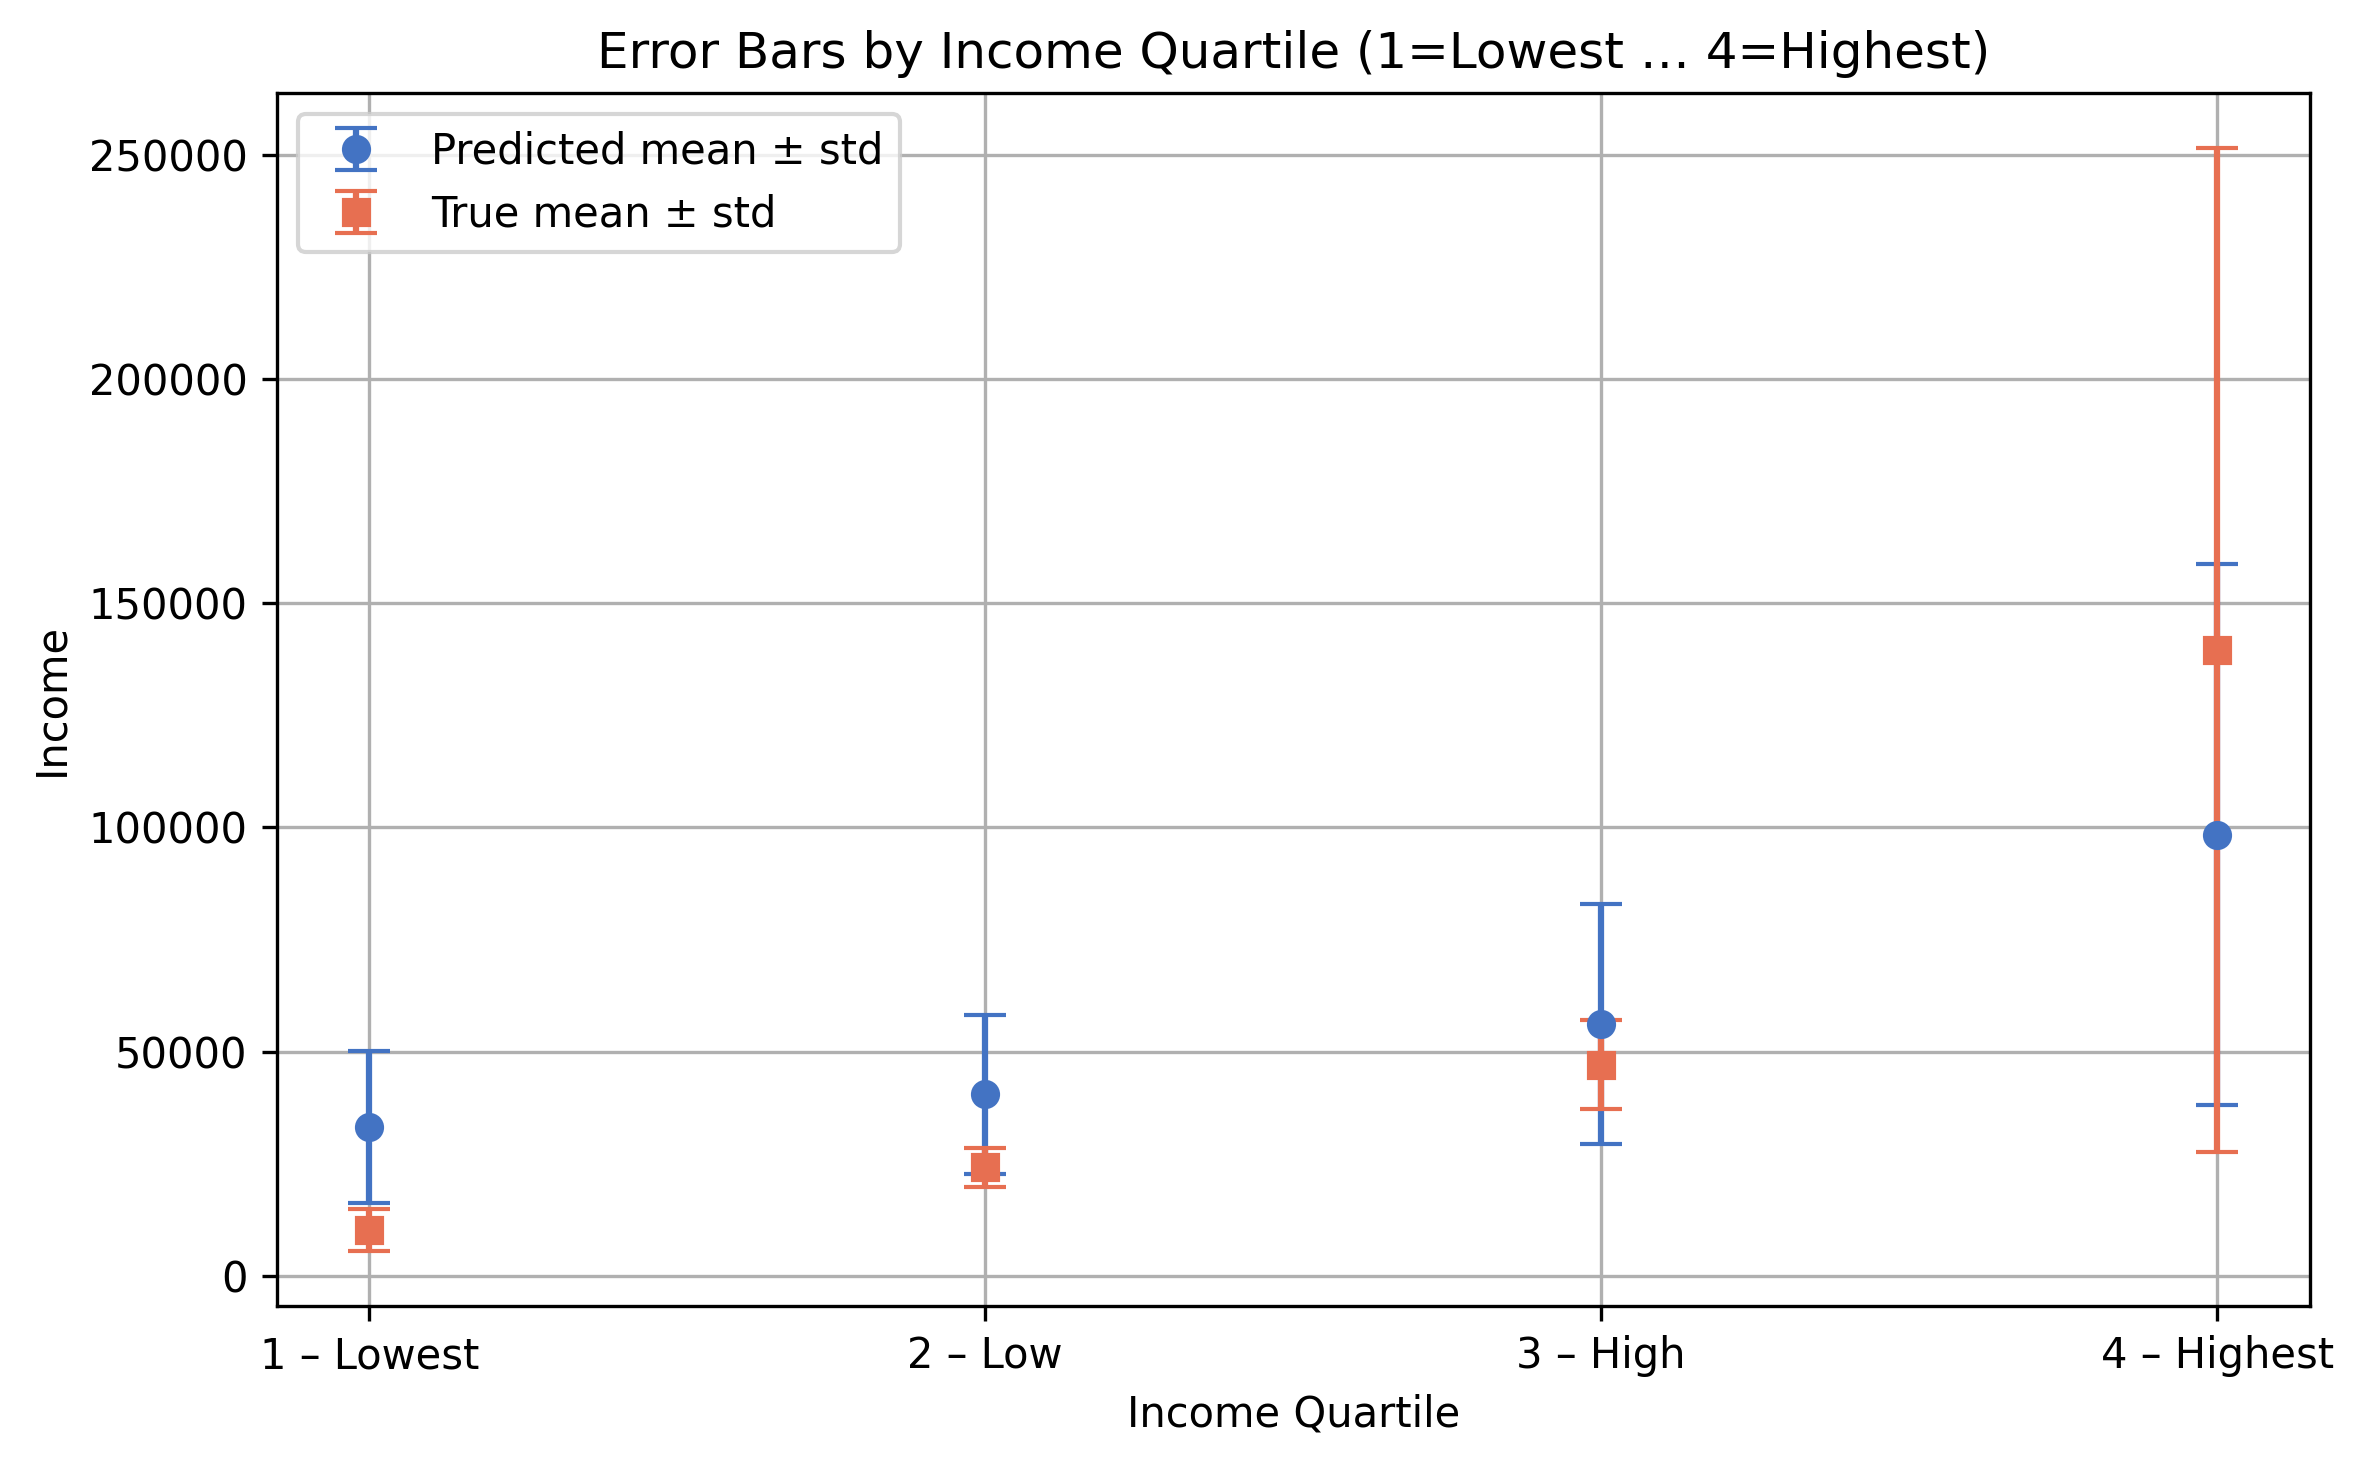 Error Bars by Income Quartile (1=Lowest ... 4=Highest)
Predicted mean ± std
True mean ± std
250000
200000
150000
100000
50000
0
Income
1 – Lowest
2 – Low
3 – High
4 – Highest
Income Quartile